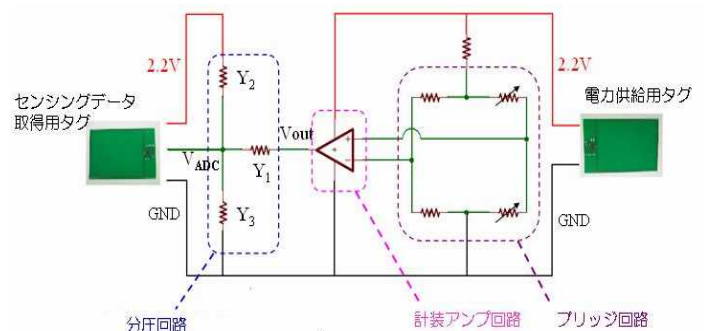 2.2V
センシングデータ
取得用タグ
Y₂
Vout
VADC
Y₁
Y₃
GND
2.2V
電力供給用タグ
GND
分圧回路
計装アンプ回路
ブリッジ回路